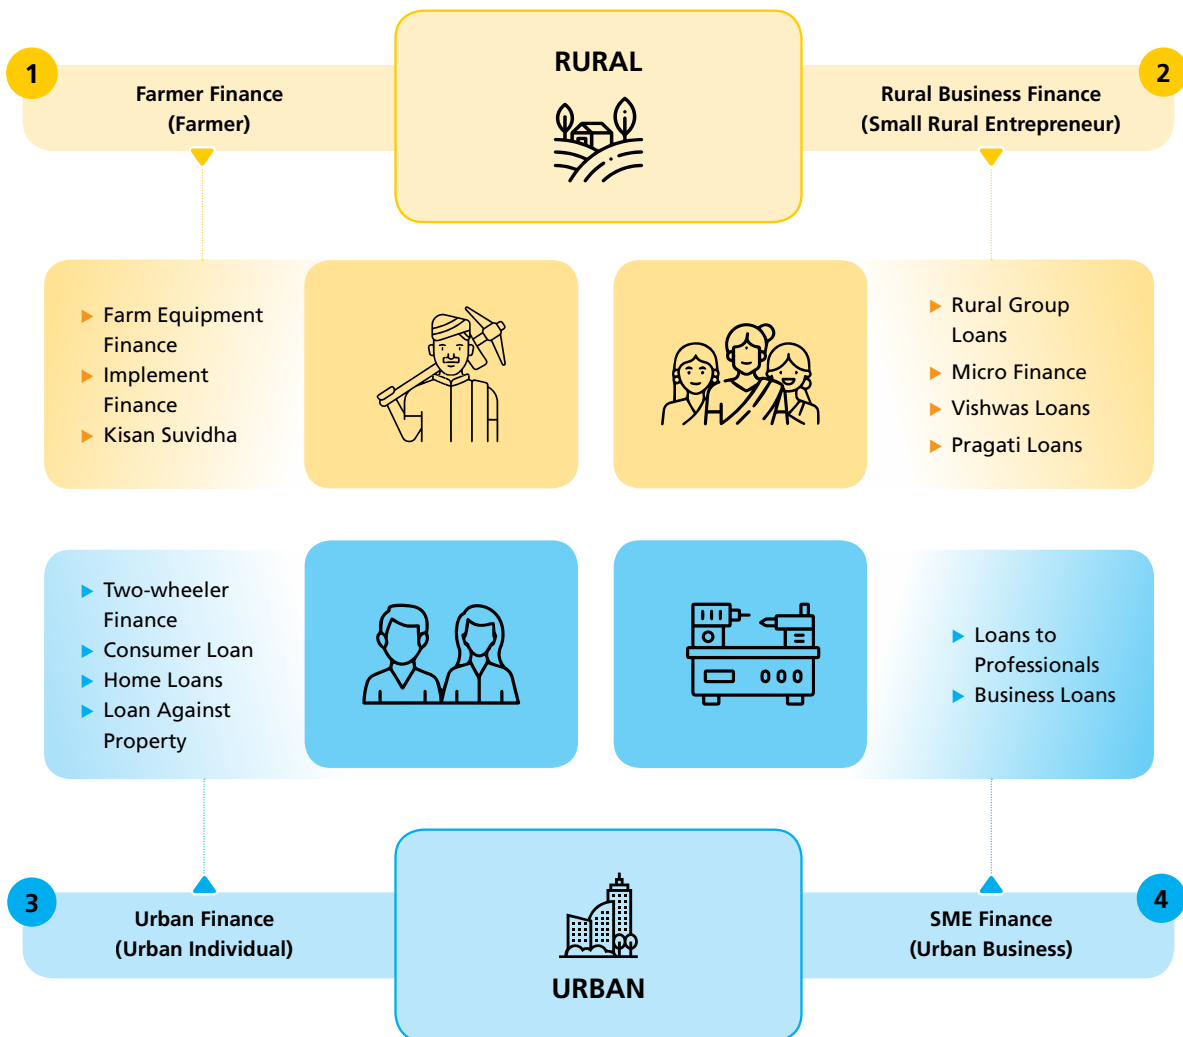 RURAL
1
Farmer Finance
(Farmer)
2
Rural Business Finance
(Small Rural Entrepreneur)
Farm Equipment
Finance
Implement
Finance
Kisan Suvidha
Rural Group
Loans
Micro Finance
Vishwas Loans
Pragati Loans
Two-wheeler
Finance
Consumer Loan
Home Loans
Loan Against
Property
Loans to
Professionals
Business Loans
3
Urban Finance
(Urban Individual)
4
SME Finance
(Urban Business)
URBAN